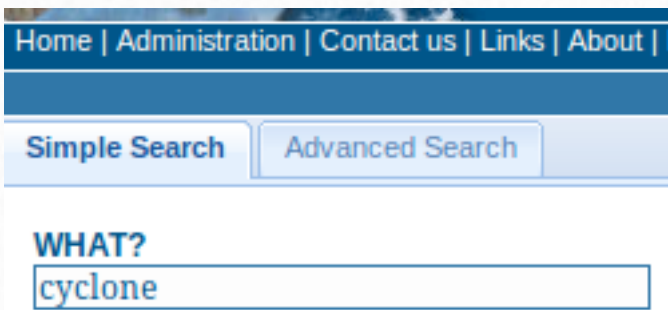 Home | Administration | Contact us | Links | About |
Simple Search Advanced Search
WHAT?
cyclone